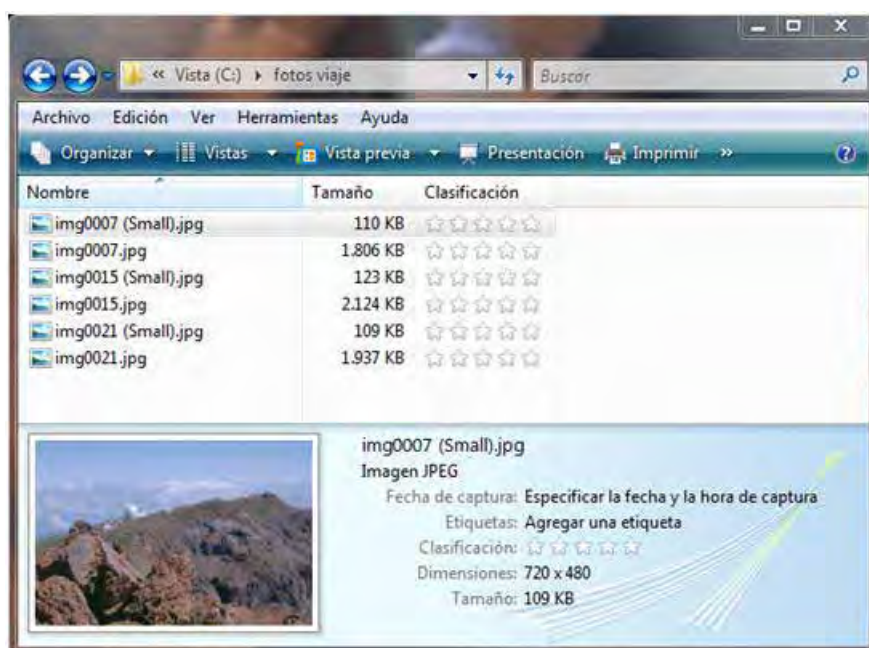 « Vista (C:) ▸ fotos viaje Buscar
Archivo Edición Ver Herramientas Ayuda
Organizar Vistas Vista previa Presentación Imprimir »
Nombre Tamaño Clasificación
img0007 (Small).jpg 110 KB
img0007.jpg 1.806 KB
img0015 (Small).jpg 123 KB
img0015.jpg 2.124 KB
img0021 (Small).jpg 109 KB
img0021.jpg 1.937 KB
img0007 (Small).jpg
Imagen JPEG
Fecha de captura: Especificar la fecha y la hora de captura
Etiquetas: Agregar una etiqueta
Clasificación:
Dimensiones: 720 x 480
Tamaño: 109 KB